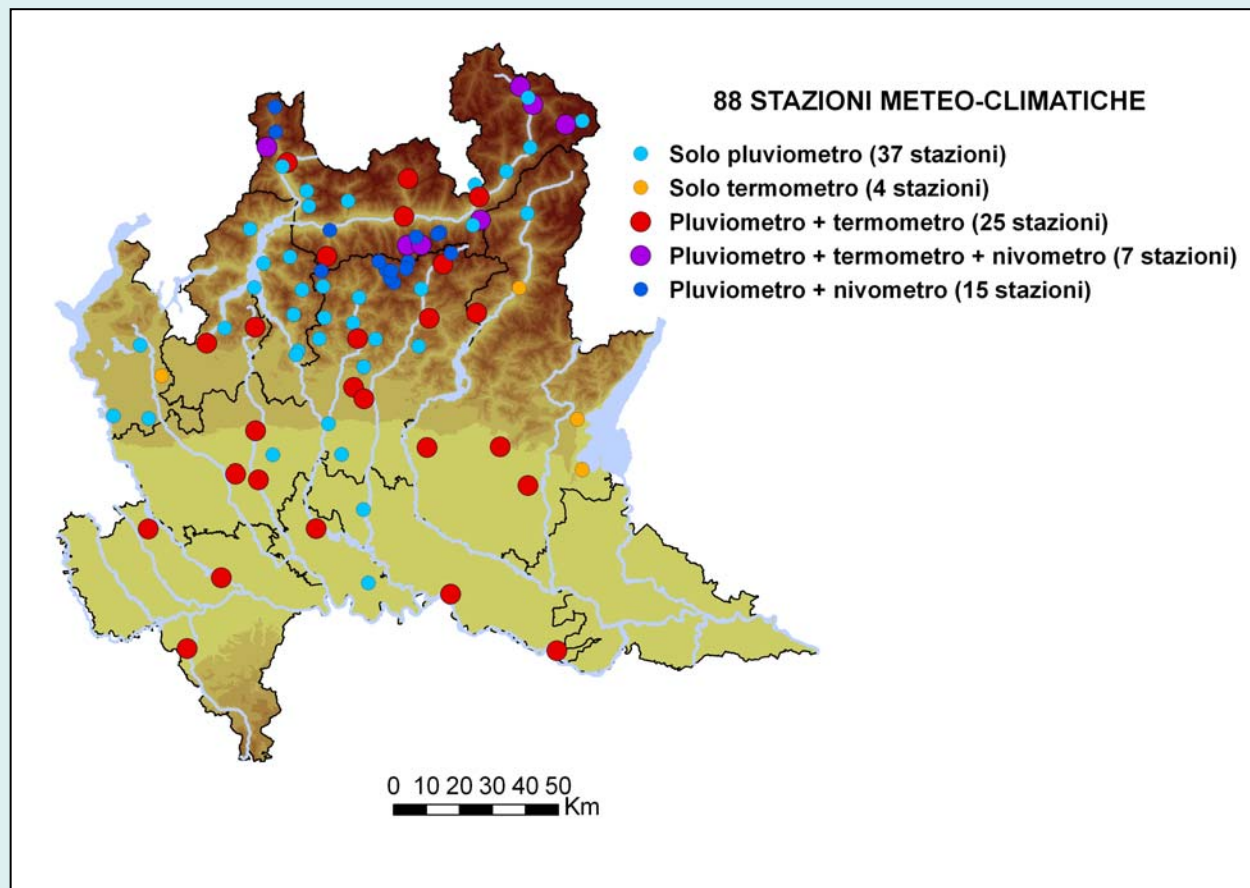 88 STAZIONI METEO-CLIMATICHE
Solo pluviometro (37 stazioni)
Solo termometro (4 stazioni)
Pluviometro + termometro (25 stazioni)
Pluviometro + termometro + nivometro (7 stazioni)
Pluviometro + nivometro (15 stazioni)
0 10 20 30 40 50
Km